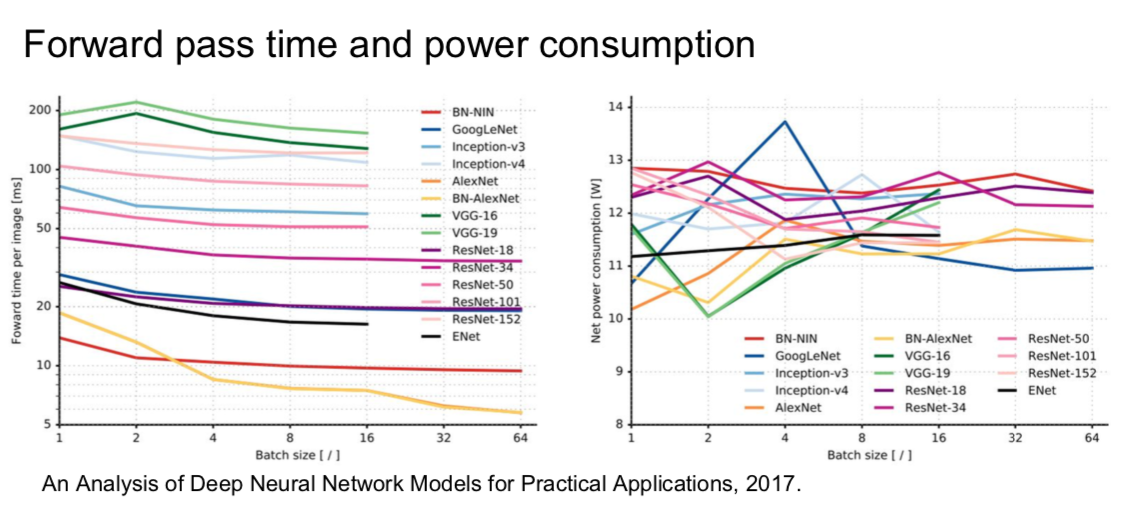 Forward pass time and power consumption
Foward time per image [ms]
200
100
50
20
10
5
1
2
4
8
16
32
64
Batch size [ / ]
BN-NIN
GoogLeNet
Inception-v3
Inception-v4
AlexNet
BN-AlexNet
VGG-16
VGG-19
ResNet-18
ResNet-34
ResNet-50
ResNet-101
ResNet-152
ENet
Net power consumption [W]
14
13
12
11
10
9
8
1
2
4
8
16
32
64
Batch size [ / ]
BN-NIN
GoogLeNet
Inception-v3
Inception-v4
AlexNet
BN-AlexNet
VGG-16
VGG-19
ResNet-18
ResNet-34
ResNet-50
ResNet-101
ResNet-152
ENet
An Analysis of Deep Neural Network Models for Practical Applications, 2017.